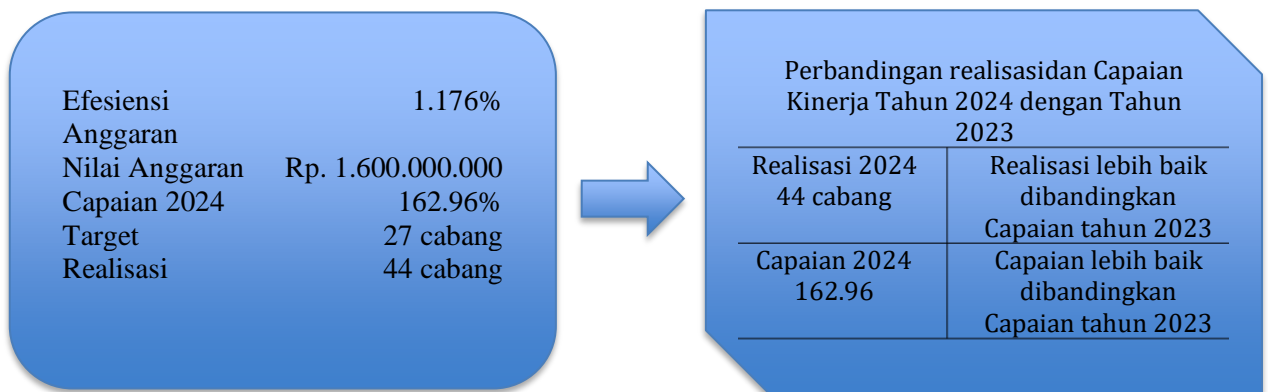 Efesiensi 1.176%
Anggaran
Nilai Anggaran Rp. 1.600.000.000
Capaian 2024 162.96%
Target 27 cabang
Realisasi 44 cabang
Perbandingan realisasidan Capaian
Kinerja Tahun 2024 dengan Tahun
2023
Realisasi 2024 Realisasi lebih baik
44 cabang dibandingkan
Capaian tahun 2023
Capaian 2024 Capaian lebih baik
162.96 dibandingkan
Capaian tahun 2023